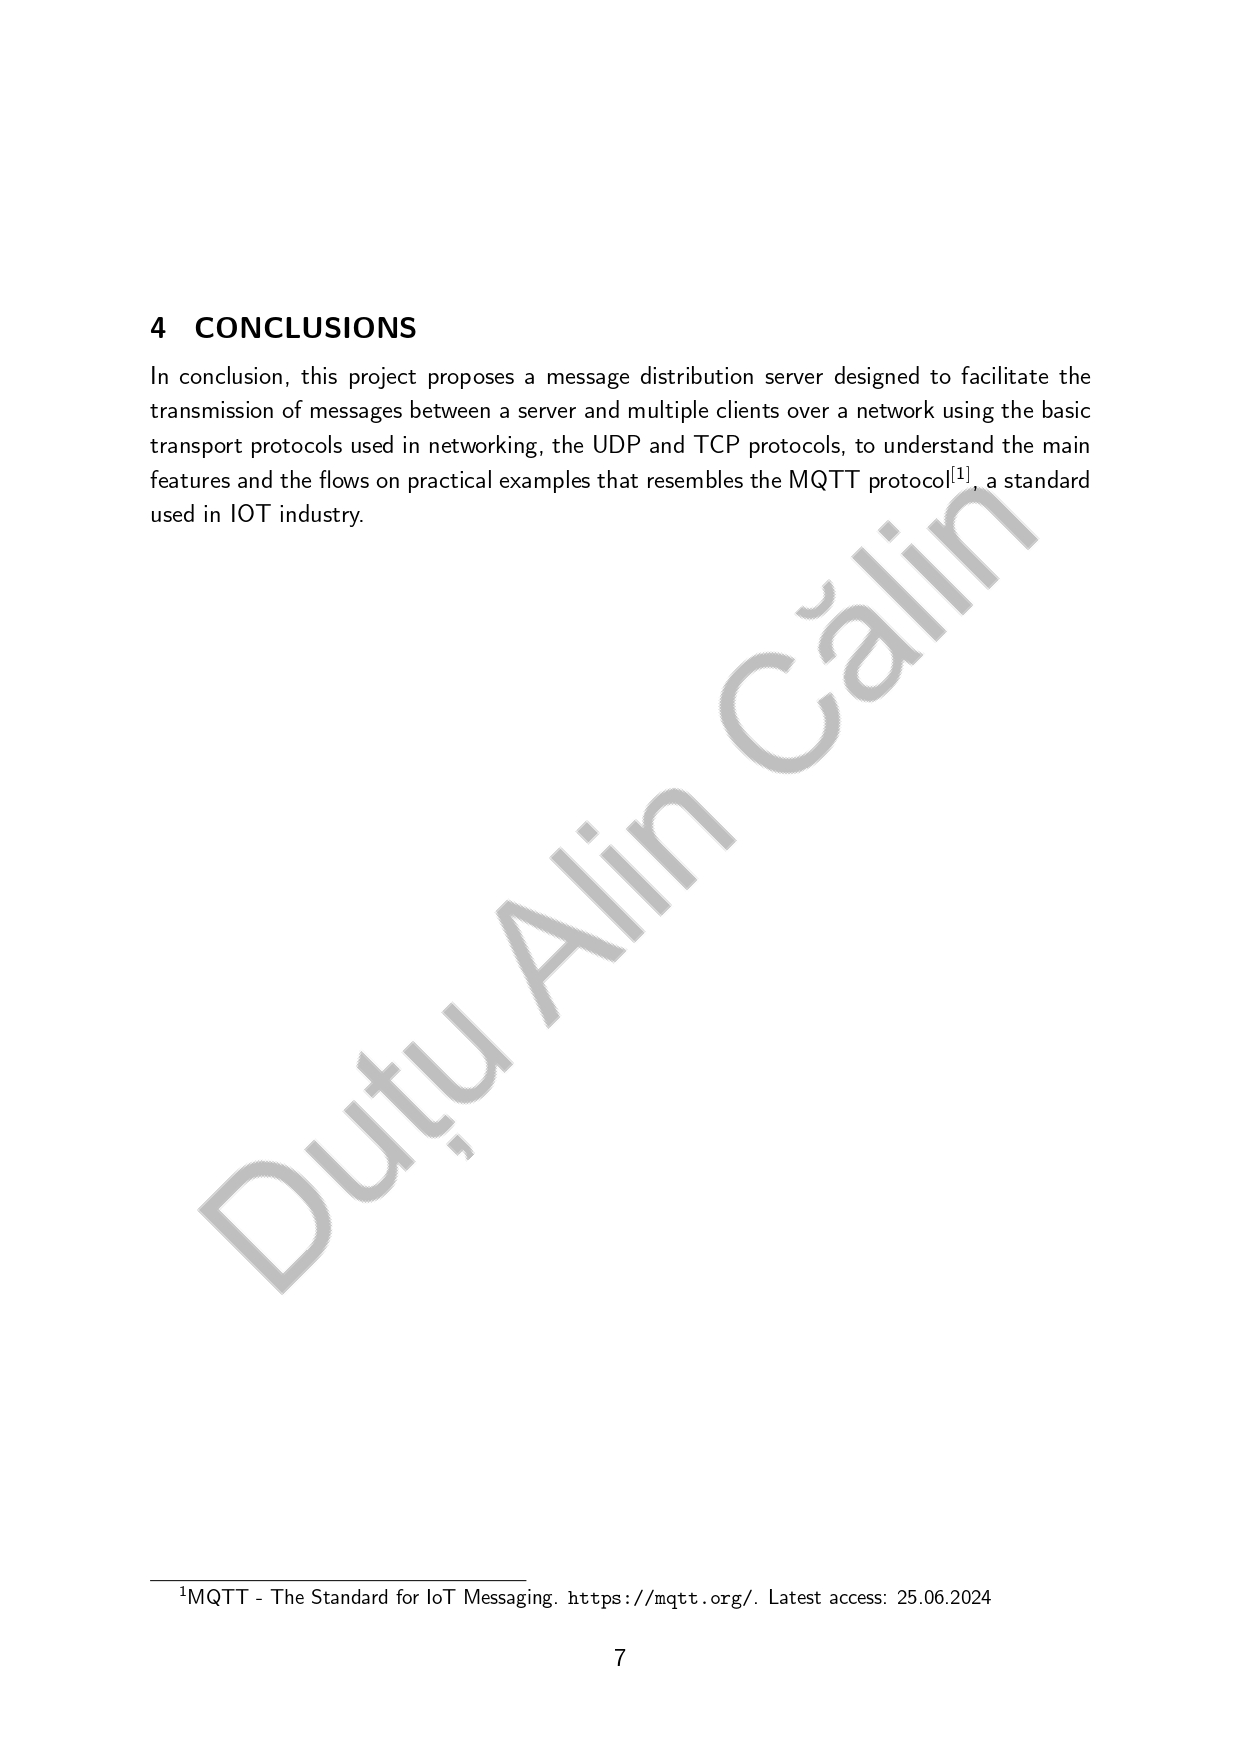 4 CONCLUSIONS
In conclusion, this project proposes a message distribution server designed to facilitate the
transmission of messages between a server and multiple clients over a network using the basic
transport protocols used in networking, the UDP and TCP protocols, to understand the main
features and the flows on practical examples that resembles the MQTT protocol[1], a standard
used in IOT industry.
Duțu Alin Călin
1MQTT - The Standard for IoT Messaging. https://mqtt.org/. Latest access: 25.06.2024
7